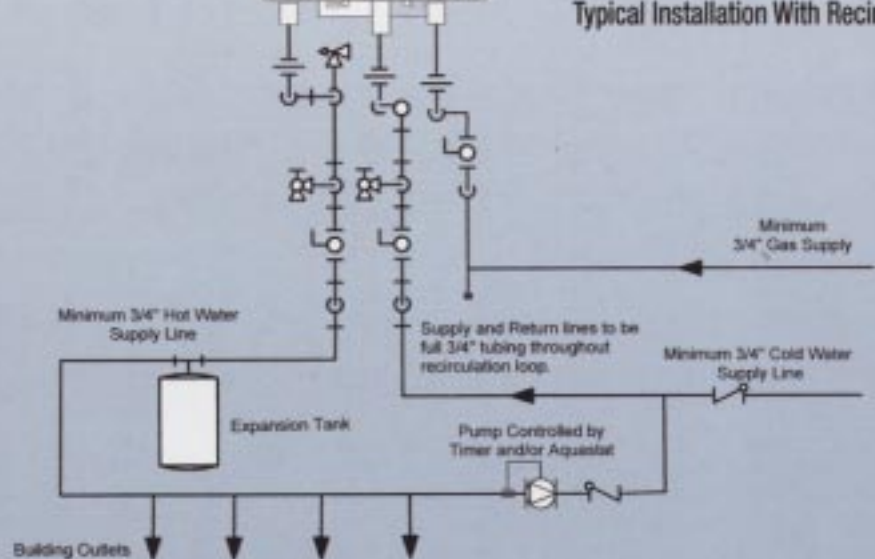 Typical Installation With
Minimum
3/4" Gas Supply
Minimum 3/4" Hot Water
Supply Line
Supply and Return lines to be
full 3/4" tubing throughout
recirculation loop.
Minimum 3/4" Cold Water
Supply Line
Expansion Tank
Pump Controlled by
Timer and/or Aquastat
Building Outlets